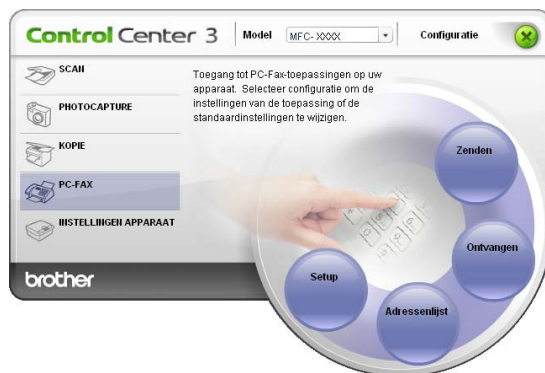 Control Center 3
Model
MFC- XXXX
Configuratie
SCAN
PHOTOCAPTURE
KOPIE
PC-FAX
INSTELLINGEN APPARAAT
Toegang tot PC-Fax-toepassingen op uw
apparaat. Selecteer configuratie om de
instellingen van de toepassing of de
standaardinstellingen te wijzigen.
Zenden
Ontvangen
Adressenlijst
Setup
brother